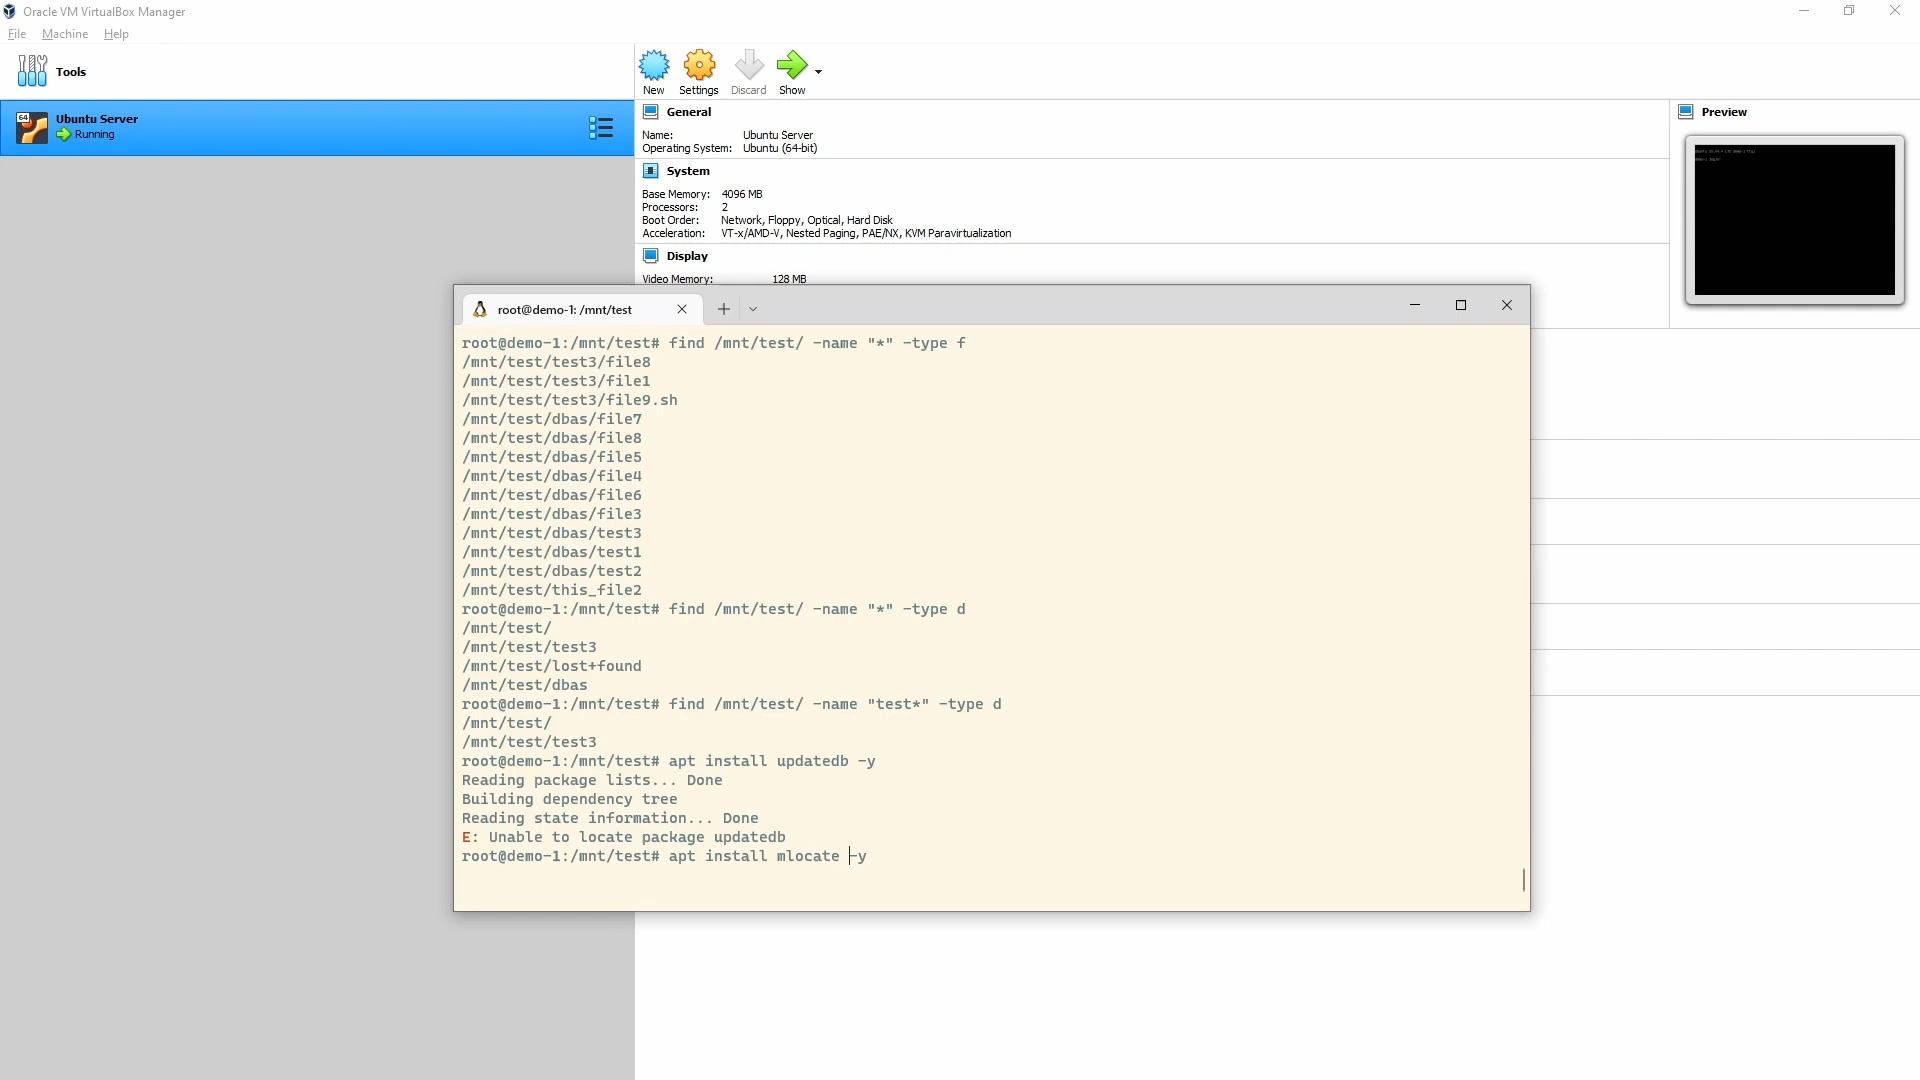 Oracle VM VirtualBox Manager
File Machine Help
Tools
New Settings Discard Show
64
Ubuntu Server
Running
General
Name: Ubuntu Server
Operating System: Ubuntu (64-bit)
System
Base Memory: 4096 MB
Processors: 2
Boot Order: Network, Floppy, Optical, Hard Disk
Acceleration: VT-x/AMD-V, Nested Paging, PAE/NX, KVM Paravirtualization
Display
Video Memory: 128 MB
Preview
root@demo-1: /mnt/test
root@demo-1:/mnt/test# find /mnt/test/ -name "*" -type f
/mnt/test/test3/file8
/mnt/test/test3/file1
/mnt/test/test3/file9.sh
/mnt/test/dbas/file7
/mnt/test/dbas/file8
/mnt/test/dbas/file5
/mnt/test/dbas/file4
/mnt/test/dbas/file6
/mnt/test/dbas/file3
/mnt/test/dbas/test3
/mnt/test/dbas/test1
/mnt/test/dbas/test2
/mnt/test/this_file2
root@demo-1:/mnt/test# find /mnt/test/ -name "*" -type d
/mnt/test/
/mnt/test/test3
/mnt/test/lost+found
/mnt/test/dbas
root@demo-1:/mnt/test# find /mnt/test/ -name "test*" -type d
/mnt/test/
/mnt/test/test3
root@demo-1:/mnt/test# apt install updatedb -y
Reading package lists... Done
Building dependency tree
Reading state information... Done
E: Unable to locate package updatedb
root@demo-1:/mnt/test# apt install mlocate -y